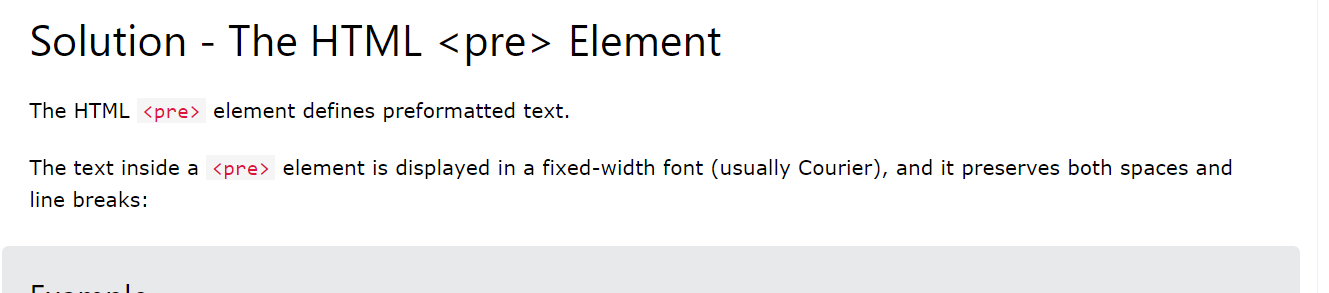 Solution - The HTML <pre> Element
The HTML <pre> element defines preformatted text.
The text inside a <pre> element is displayed in a fixed-width font (usually Courier), and it preserves both spaces and
line breaks:
Example